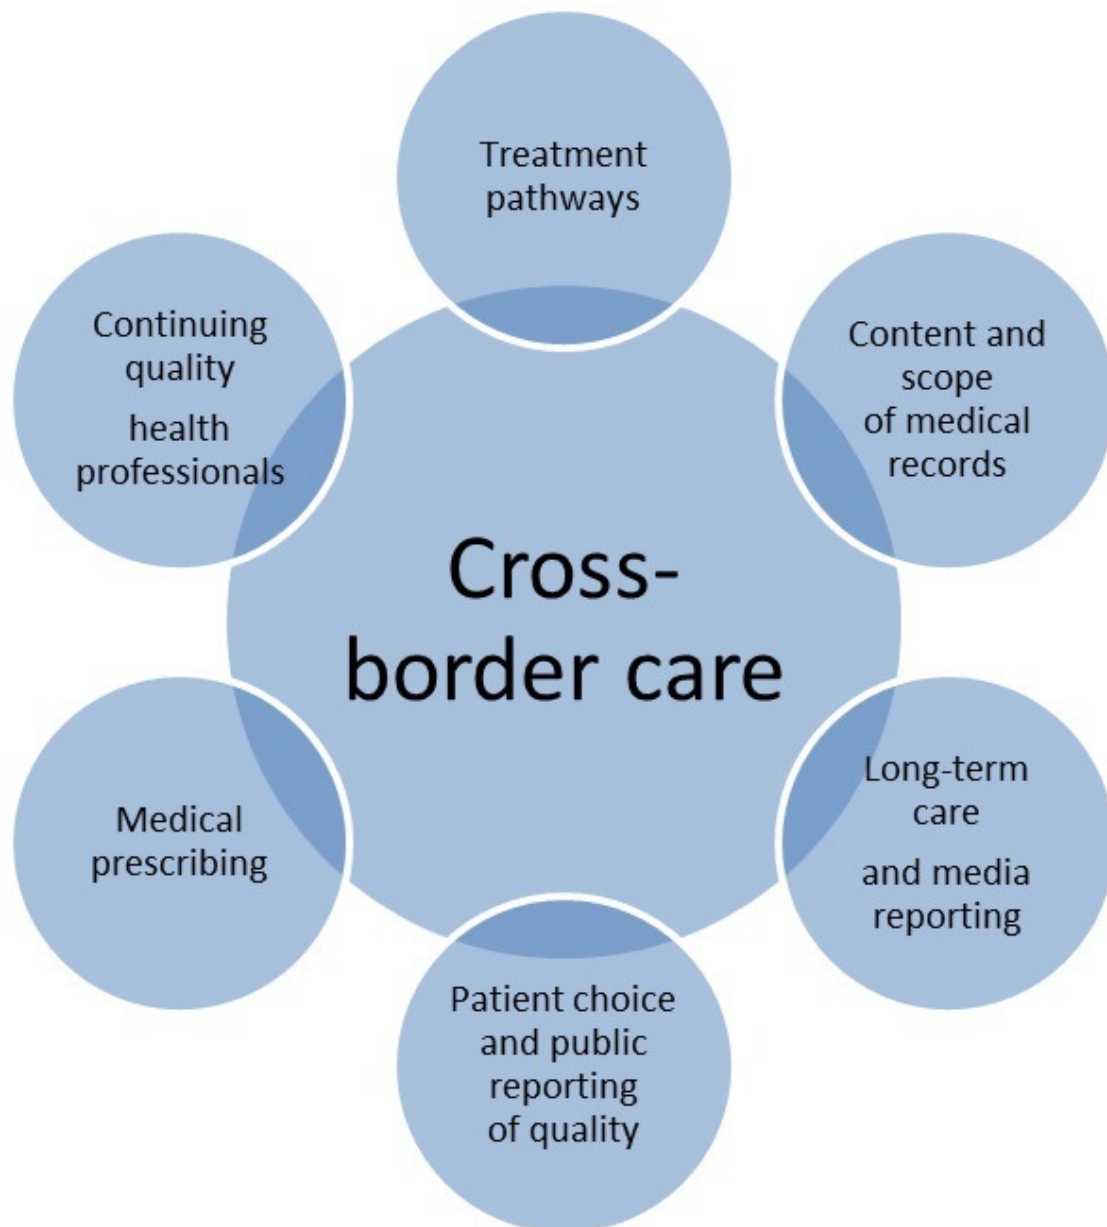 Treatment
pathways
Content and
scope
of medical
records
Long-term
care
and media
reporting
Patient choice
and public
reporting
of quality
Medical
prescribing
Continuing
quality
health
professionals
Cross-
border care